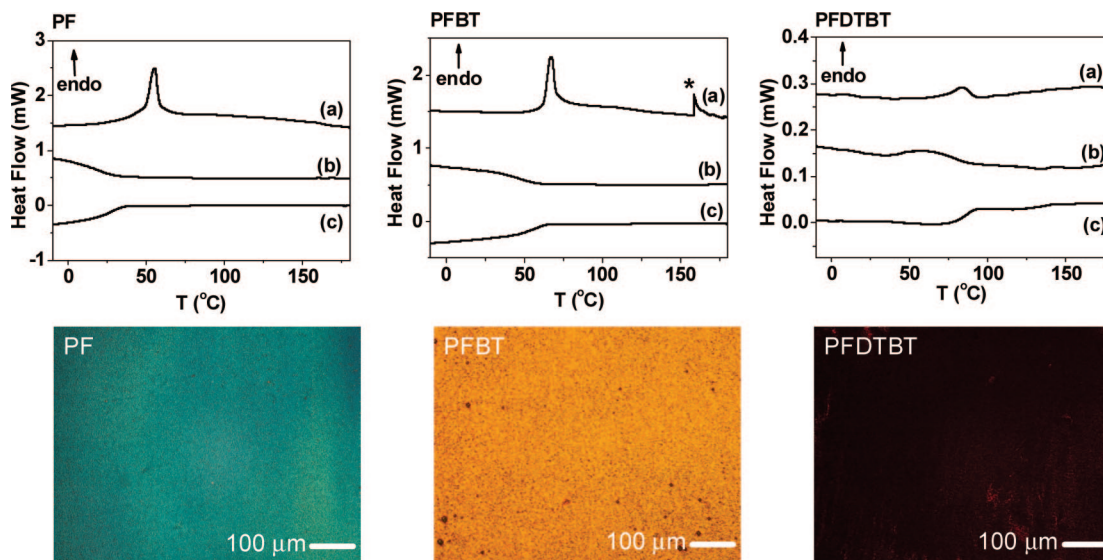 PF
3
2
1
0
-1
Heat Flow (mW)
endo
(a)
(b)
(c)
0 50 100 150
T (°C)
PFBT
2
1
0
Heat Flow (mW)
endo
*
(a)
(b)
(c)
0 50 100 150
T (°C)
PFDTBT
0.4
0.3
0.2
0.1
0.0
Heat Flow (mW)
endo
(a)
(b)
(c)
0 50 100 150
T (°C)
PF
100 μm
PFBT
100 μm
PFDTBT
100 μm